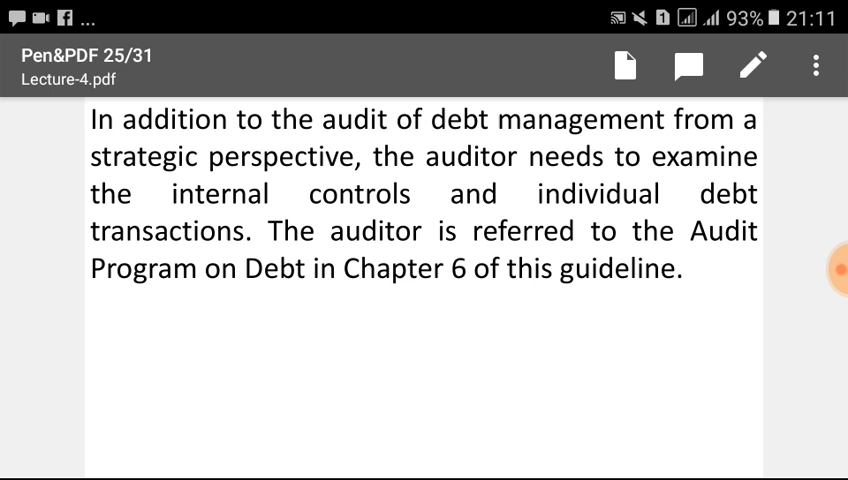 ... 93% 21:11
Pen&PDF 25/31
Lecture-4.pdf
In addition to the audit of debt management from a
strategic perspective, the auditor needs to examine
the internal controls and individual debt
transactions. The auditor is referred to the Audit
Program on Debt in Chapter 6 of this guideline.